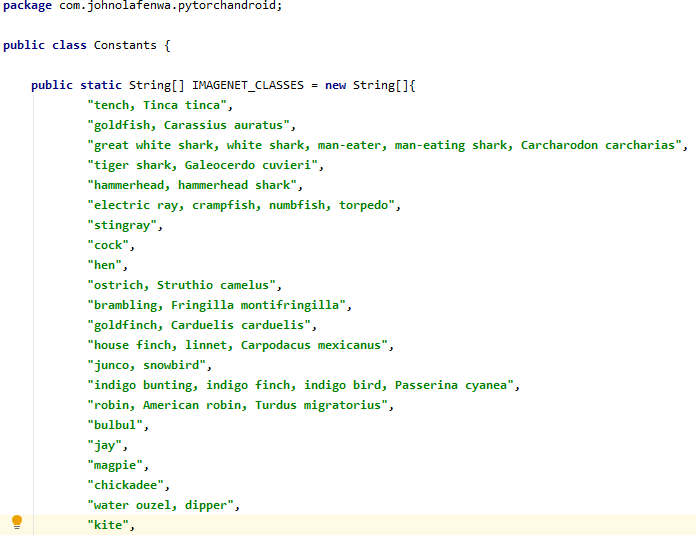 package com.johnolafenwa.pytorchandroid;
public class Constants {
public static String[] IMAGENET_CLASSES = new String[]{
"tench, Tinca tinca",
"goldfish, Carassius auratus",
"great white shark, white shark, man-eater, man-eating shark, Carcharodon carcharias",
"tiger shark, Galeocerdo cuvieri",
"hammerhead, hammerhead shark",
"electric ray, crampfish, numbfish, torpedo",
"stingray",
"cock",
"hen",
"ostrich, Struthio camelus",
"brambling, Fringilla montifringilla",
"goldfinch, Carduelis carduelis",
"house finch, linnet, Carpodacus mexicanus",
"junco, snowbird",
"indigo bunting, indigo finch, indigo bird, Passerina cyanea",
"robin, American robin, Turdus migratorius",
"bulbul",
"jay",
"magpie",
"chickadee",
"water ouzel, dipper",
"kite",